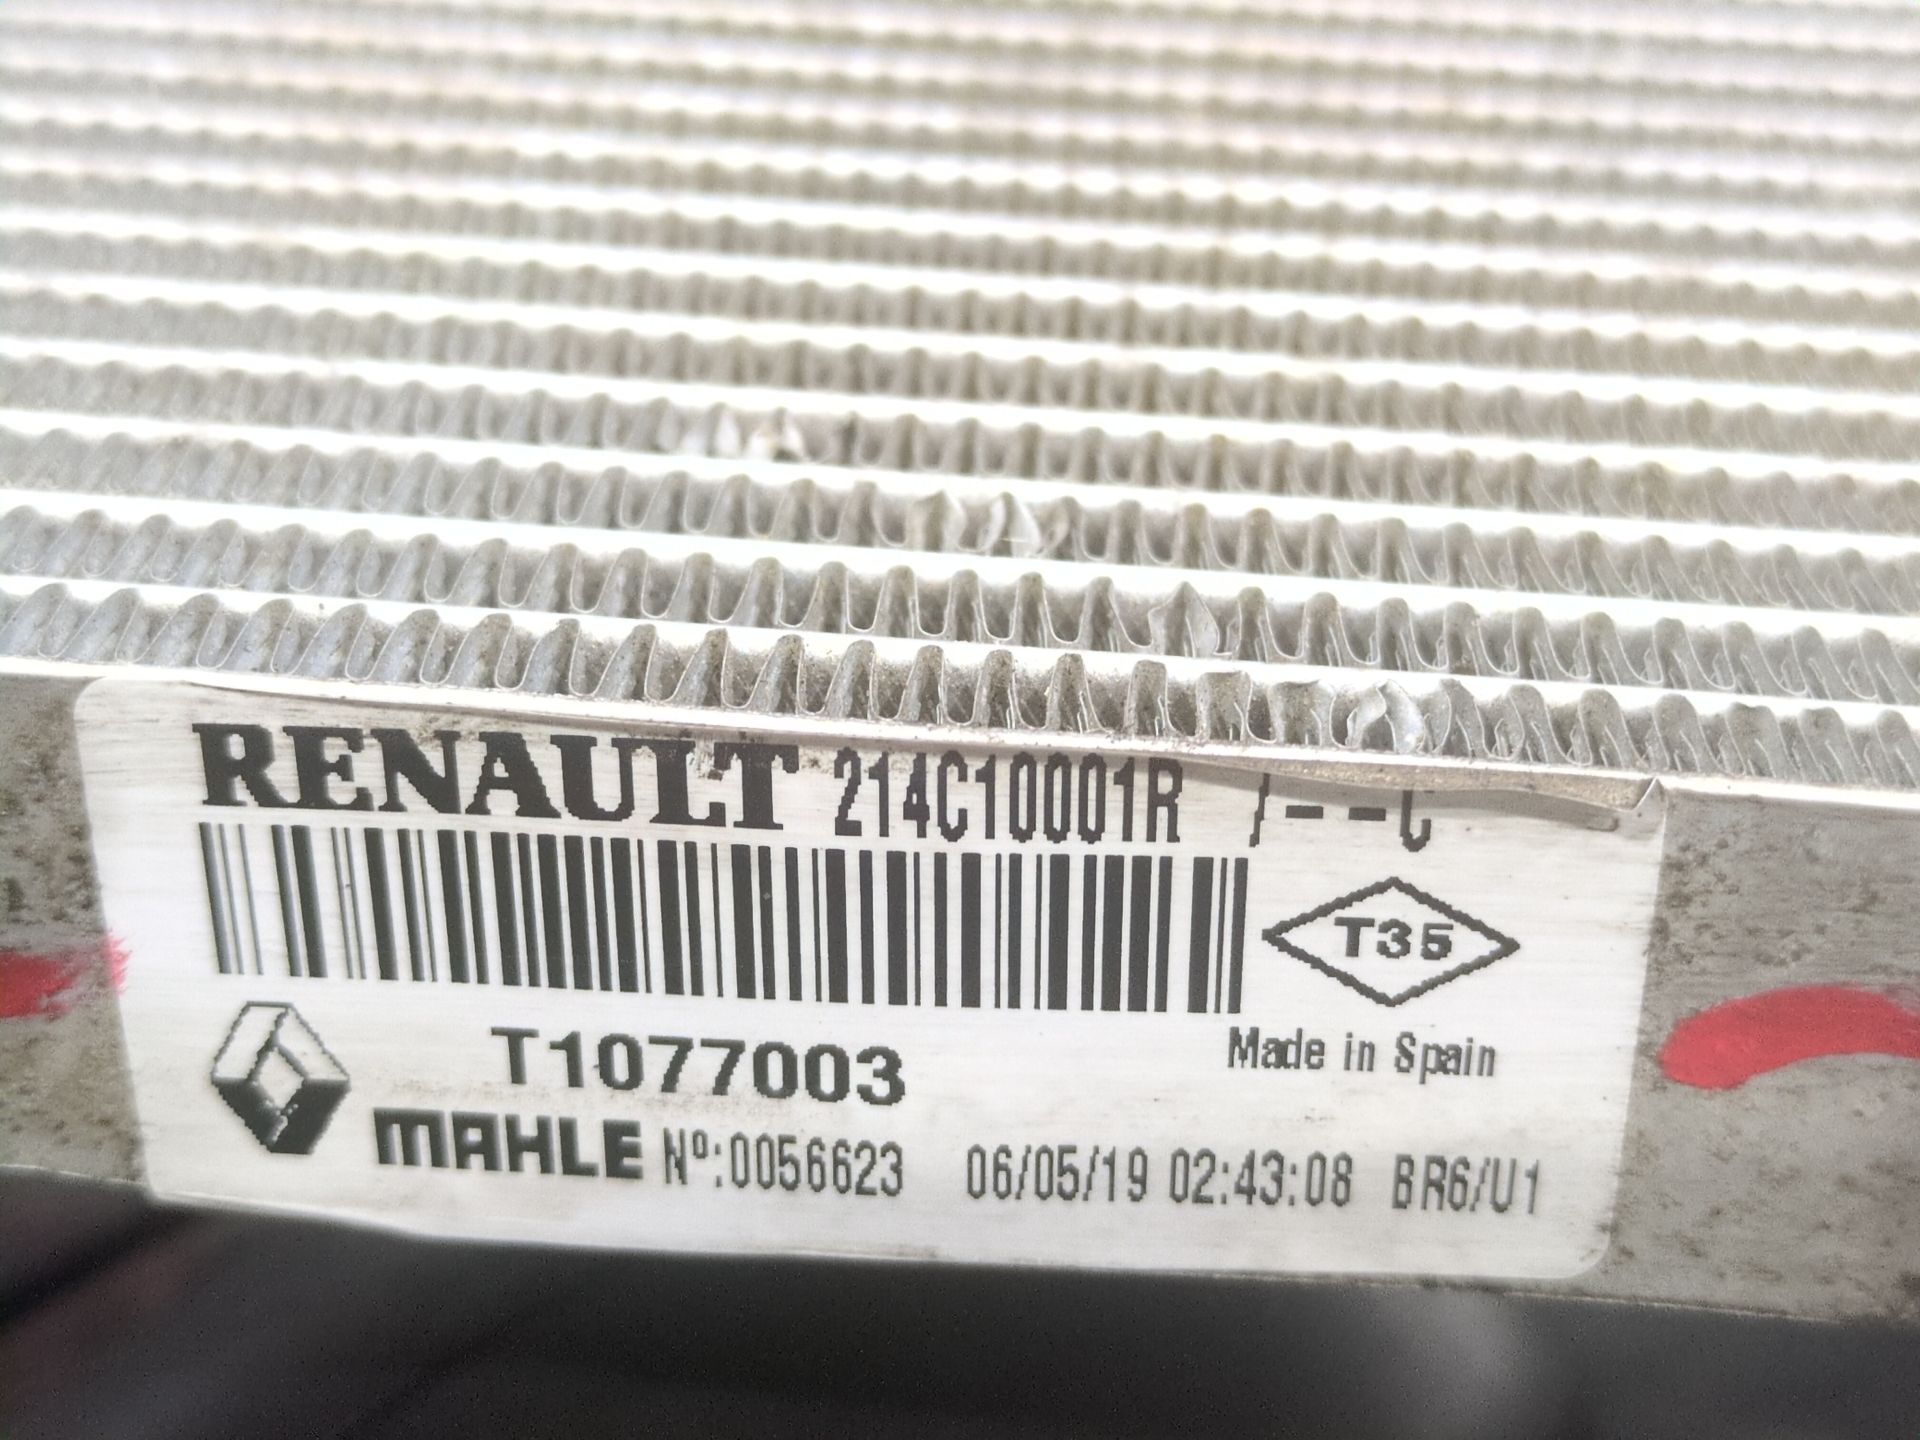 RENAULT 214C10001R /--C
T35
T1077003
Made in Spain
MAHLE Nº:0056623 06/05/19 02:43:08 BR6/U1